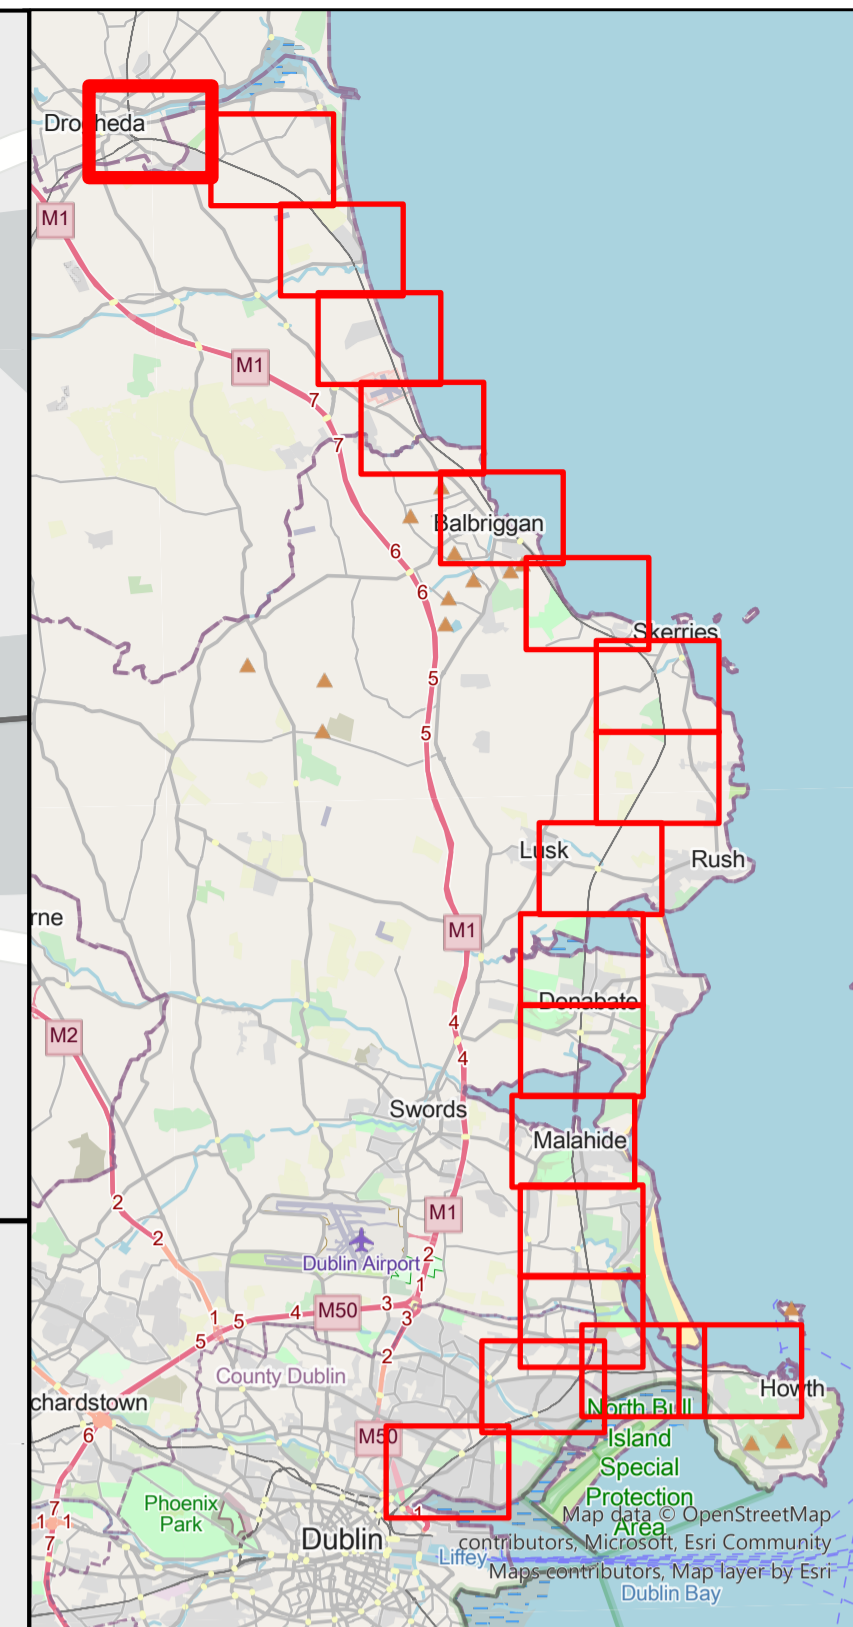 Drogheda
M1
M1
7
7
Balbriggan
6
6
Skerries
5
5
Lusk
Rush
rne
M1
Donabate
M2
4
4
Swords
Malahide
2
M1
2
Dublin Airport
2
1
1
5
4
M50
3
3
5
2
County Dublin
chardstown
Howth
North Bull
Island
Special
Protection
Area
M50
6
Phoenix
Park
7
1
1
7
1
Dublin
Liffey
Map data © OpenStreetMap
contributors, Microsoft, Esri Community
Maps contributors, Map layer by Esri
Dublin Bay